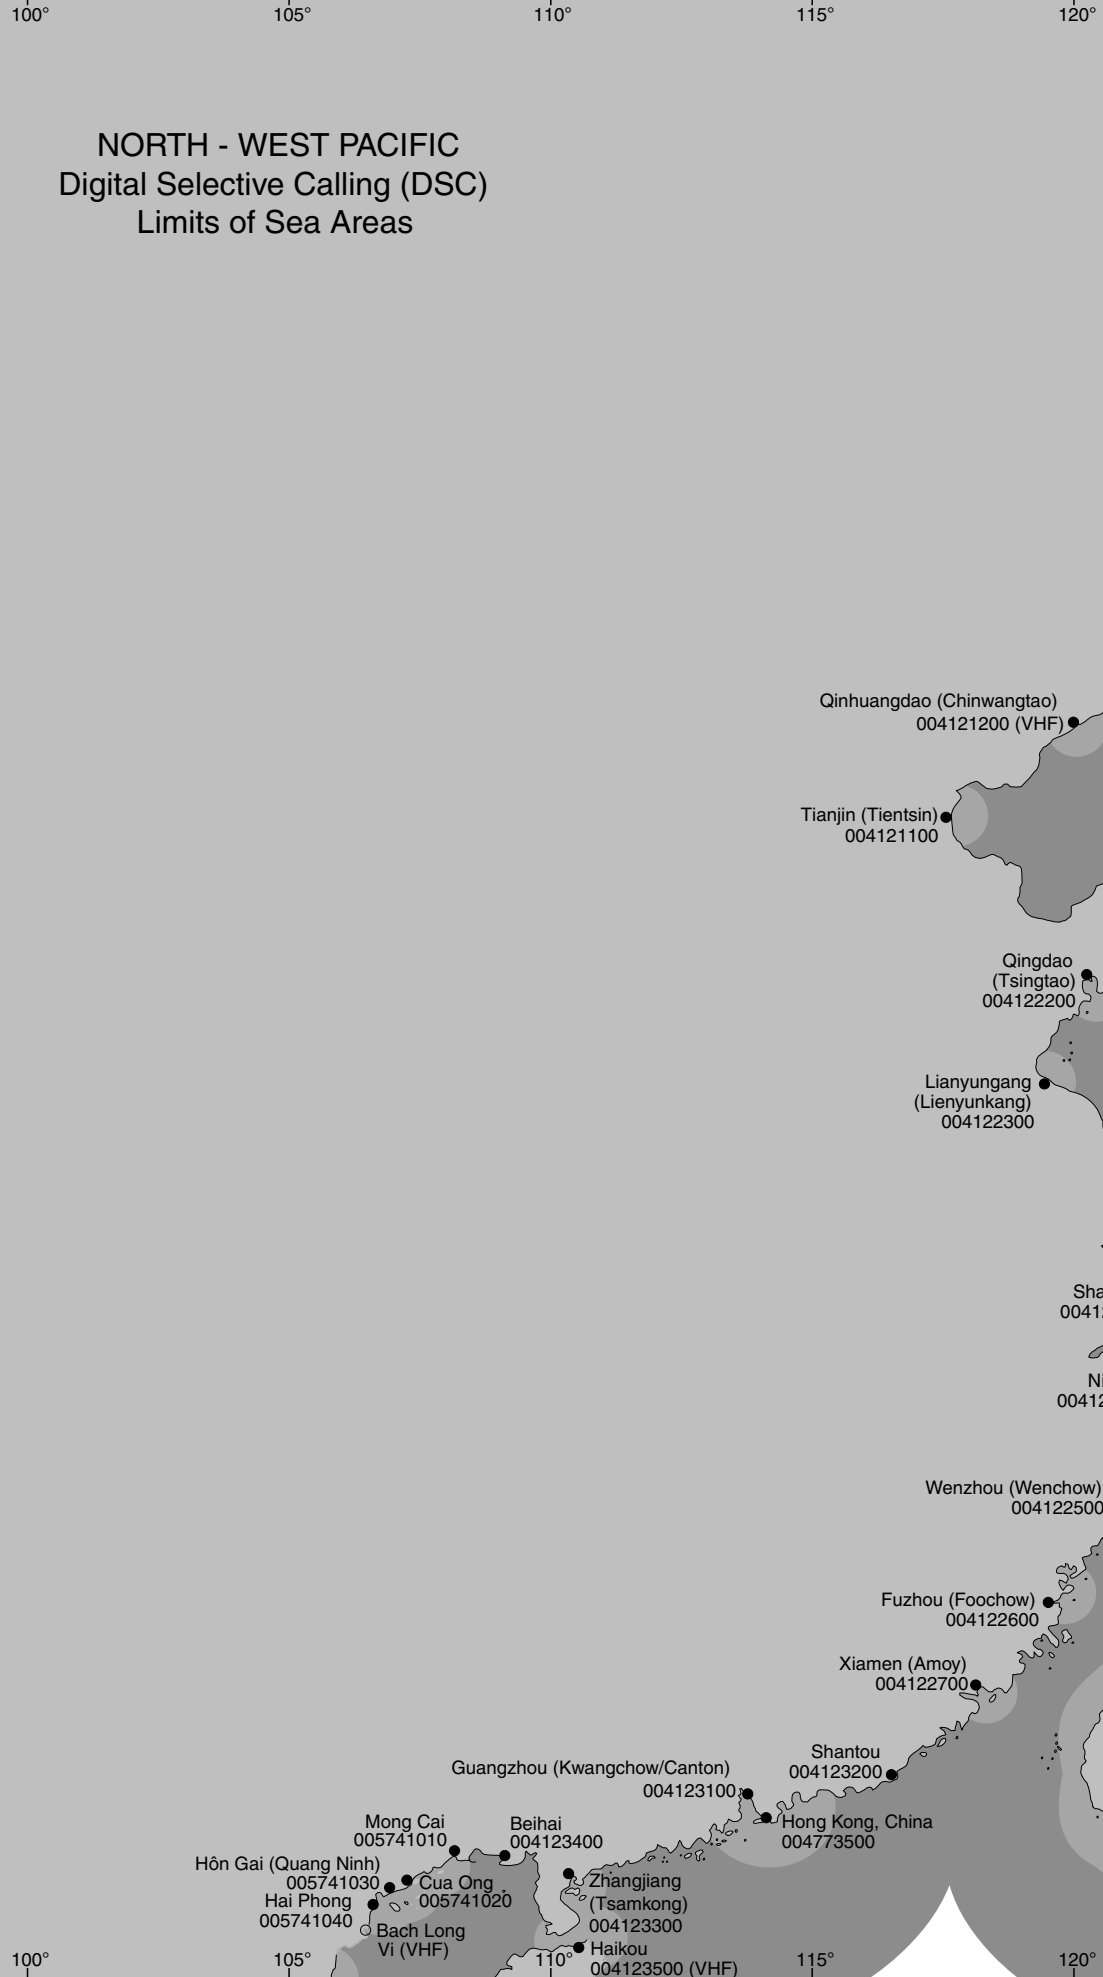 100° 105° 110° 115° 120°
NORTH - WEST PACIFIC
Digital Selective Calling (DSC)
Limits of Sea Areas
Qinhuangdao (Chinwangtao)
004121200 (VHF)
Tianjin (Tientsin)
004121100
Qingdao
(Tsingtao)
004122200
Lianyungang
(Lienyunkang)
004122300
Sha
0041
Ni
0041
Wenzhou (Wenchow)
004122500
Fuzhou (Foochow)
004122600
Xiamen (Amoy)
004122700
Shantou
004123200
Guangzhou (Kwangchow/Canton)
004123100
Hong Kong, China
004773500
Mong Cai
005741010
Beihai
004123400
Hôn Gai (Quang Ninh)
005741030
Cua Ong
005741020
Hai Phong
005741040
Zhangjiang
(Tsamkong)
004123300
Bach Long
Vi (VHF)
Haikou
004123500 (VHF)
100° 105° 110° 115° 120°